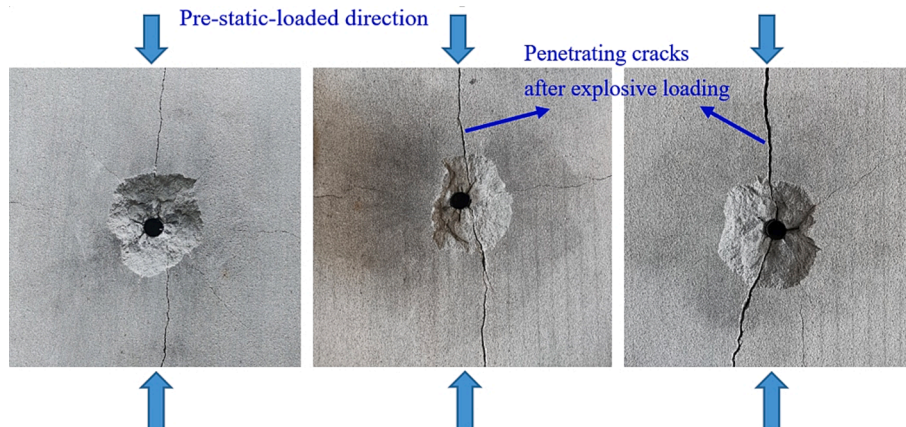 Pre-static-loaded direction
Penetrating cracks
after explosive loading